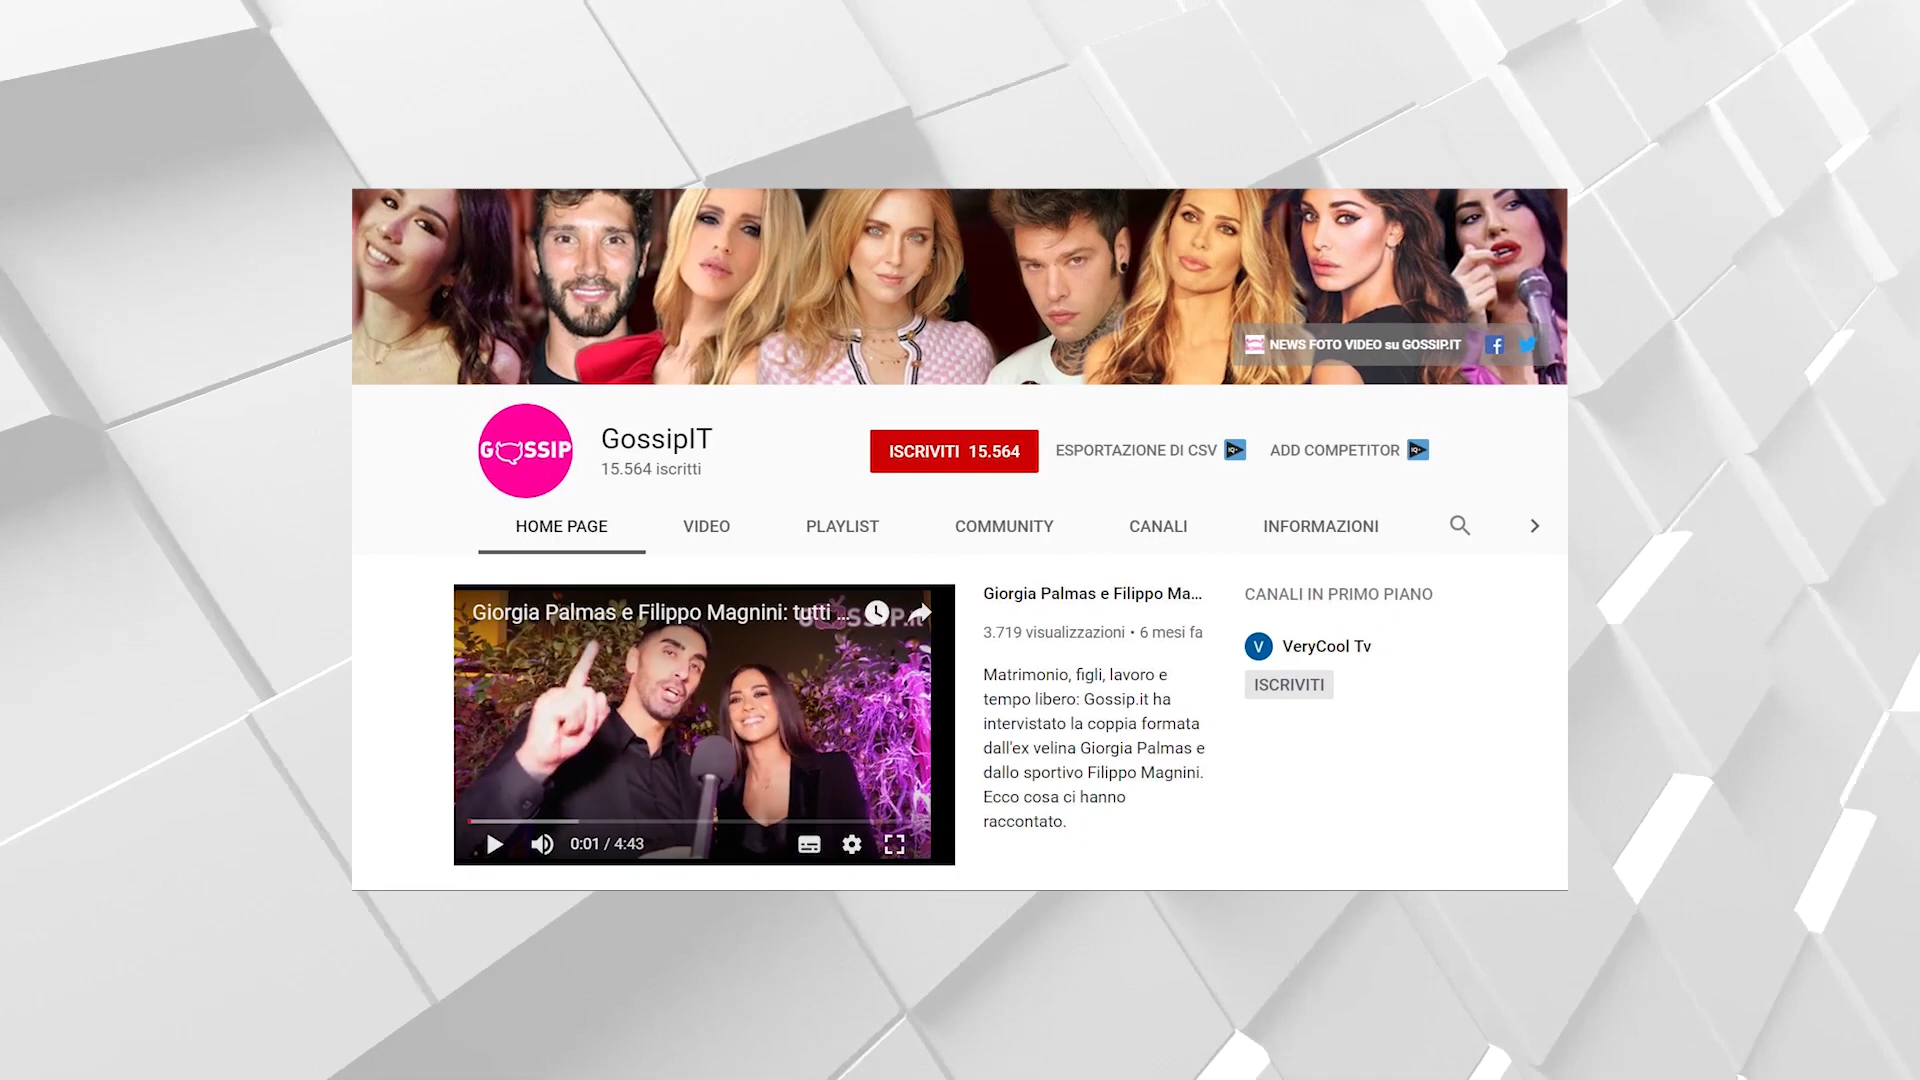 NEWS FOTO VIDEO su GOSSIP.IT
GOSSIP
GossipIT
15.564 iscritti
ISCRIVITI 15.564
ESPORTAZIONE DI CSV
ADD COMPETITOR
HOME PAGE
VIDEO
PLAYLIST
COMMUNITY
CANALI
INFORMAZIONI
Giorgia Palmas e Filippo Magnini: tutti ...
GOSSIP.it
0:01 / 4:43
Giorgia Palmas e Filippo Ma...
3.719 visualizzazioni • 6 mesi fa
Matrimonio, figli, lavoro e
tempo libero: Gossip.it ha
intervistato la coppia formata
dall'ex velina Giorgia Palmas e
dallo sportivo Filippo Magnini.
Ecco cosa ci hanno
raccontato.
CANALI IN PRIMO PIANO
V VeryCool Tv
ISCRIVITI